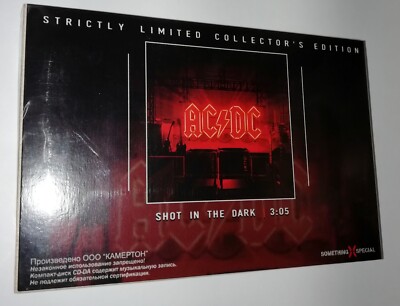 STRICTLY LIMITED COLLECTOR'S EDITION
AC DC
SHOT IN THE DARK 3:05
Произведено ООО "КАМЕРТОН"
Незаконное использование запрещено!
Компакт-диск CD-DA содержит музыкальную запись.
Не подлежит обязательной сертификации.
SOMETHING X SPECIAL